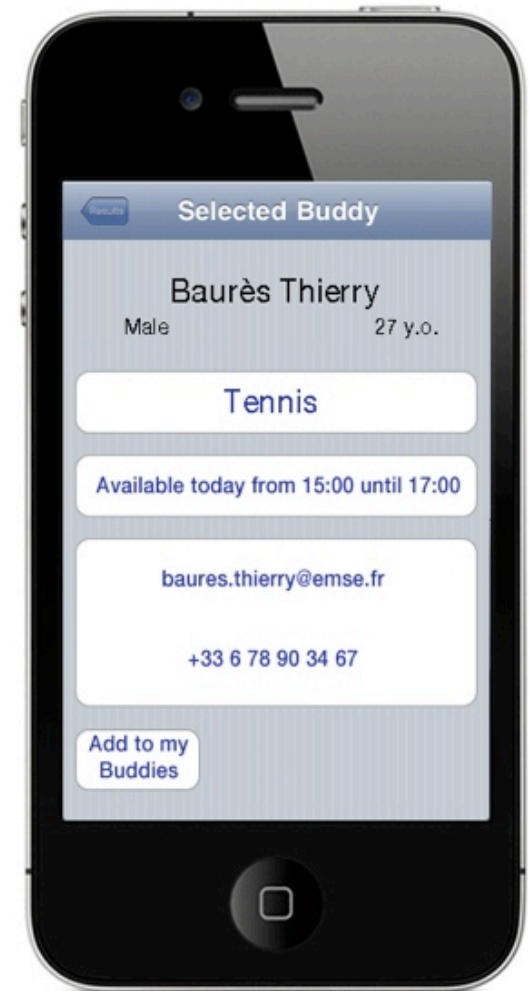 Results
Selected Buddy
Baurès Thierry
Male 27 y.o.
Tennis
Available today from 15:00 until 17:00
baures.thierry@emse.fr
+33 6 78 90 34 67
Add to my
Buddies